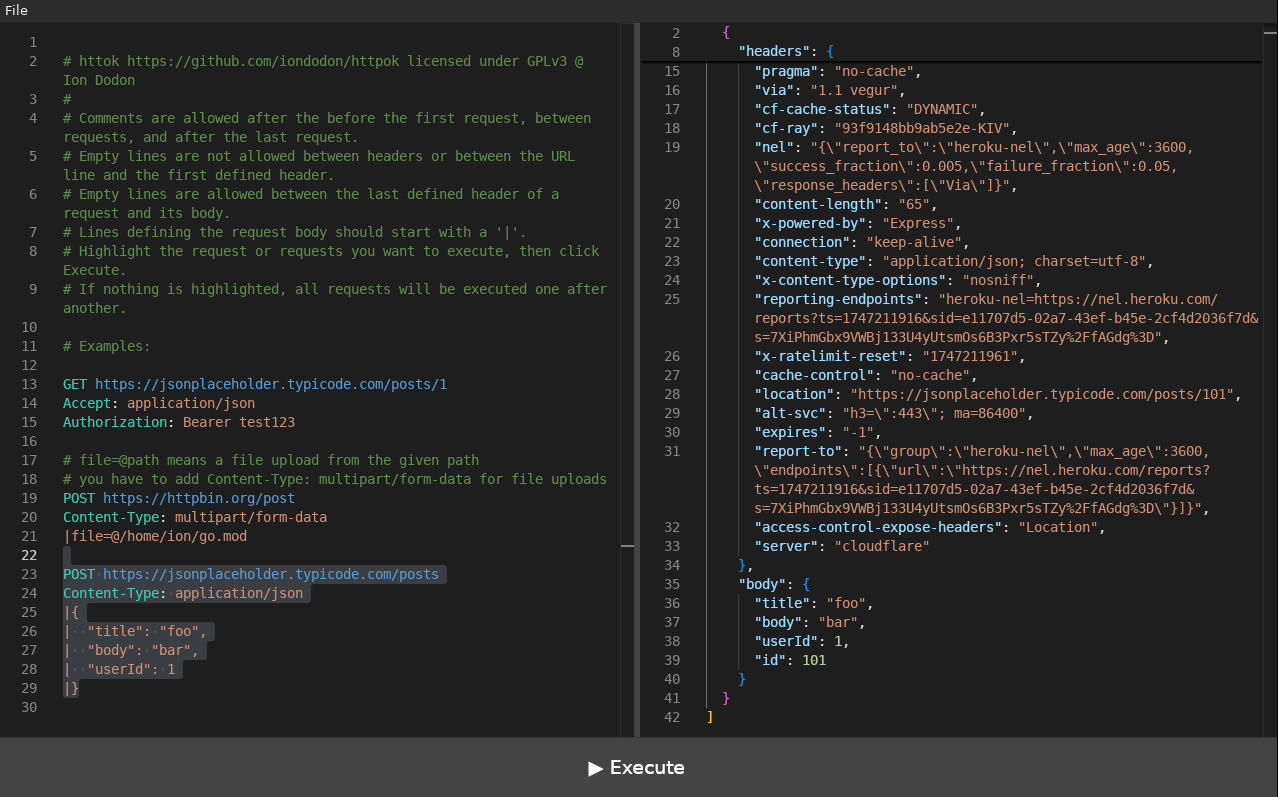 File
1
2 # httok https://github.com/iondodon/httpok licensed under GPLv3 @
Ion Dodon
3 #
4 # Comments are allowed after the before the first request, between
requests, and after the last request.
5 # Empty lines are not allowed between headers or between the URL
line and the first defined header.
6 # Empty lines are allowed between the last defined header of a
request and its body.
7 # Lines defining the request body should start with a '|'.
8 # Highlight the request or requests you want to execute, then click
Execute.
9 # If nothing is highlighted, all requests will be executed one after
another.
10
11 # Examples:
12
13 GET https://jsonplaceholder.typicode.com/posts/1
14 Accept: application/json
15 Authorization: Bearer test123
16
17 # file=@path means a file upload from the given path
18 # you have to add Content-Type: multipart/form-data for file uploads
19 POST https://httpbin.org/post
20 Content-Type: multipart/form-data
21 |file=@/home/ion/go.mod
22
23 POST https://jsonplaceholder.typicode.com/posts
24 Content-Type: application/json
25 |{
26 |  "title": "foo",
27 |  "body": "bar",
28 |  "userId": 1
29 |}
30
2 {
8 "headers": {
15 "pragma": "no-cache",
16 "via": "1.1 vegur",
17 "cf-cache-status": "DYNAMIC",
18 "cf-ray": "93f9148bb9ab5e2e-KIV",
19 "nel": "{\"report_to\":\"heroku-nel\",\"max_age\":3600,
\"success_fraction\":0.005,\"failure_fraction\":0.05,
\"response_headers\":[\"Via\"]}",
20 "content-length": "65",
21 "x-powered-by": "Express",
22 "connection": "keep-alive",
23 "content-type": "application/json; charset=utf-8",
24 "x-content-type-options": "nosniff",
25 "reporting-endpoints": "heroku-nel=https://nel.heroku.com/
reports?ts=1747211916&sid=e11707d5-02a7-43ef-b45e-2cf4d2036f7d&
s=7XiPhmGbx9VWBj133U4yUtsmOs6B3Pxr5sTZy%2FfAGdg%3D",
26 "x-ratelimit-reset": "1747211961",
27 "cache-control": "no-cache",
28 "location": "https://jsonplaceholder.typicode.com/posts/101",
29 "alt-svc": "h3=\":443\"; ma=86400",
30 "expires": "-1",
31 "report-to": "{\"group\":\"heroku-nel\",\"max_age\":3600,
\"endpoints\":[{\"url\":\"https://nel.heroku.com/reports?
ts=1747211916&sid=e11707d5-02a7-43ef-b45e-2cf4d2036f7d&
s=7XiPhmGbx9VWBj133U4yUtsmOs6B3Pxr5sTZy%2FfAGdg%3D\"}]}",
32 "access-control-expose-headers": "Location",
33 "server": "cloudflare"
34 },
35 "body": {
36 "title": "foo",
37 "body": "bar",
38 "userId": 1,
39 "id": 101
40 }
41 }
42 ]
▶ Execute